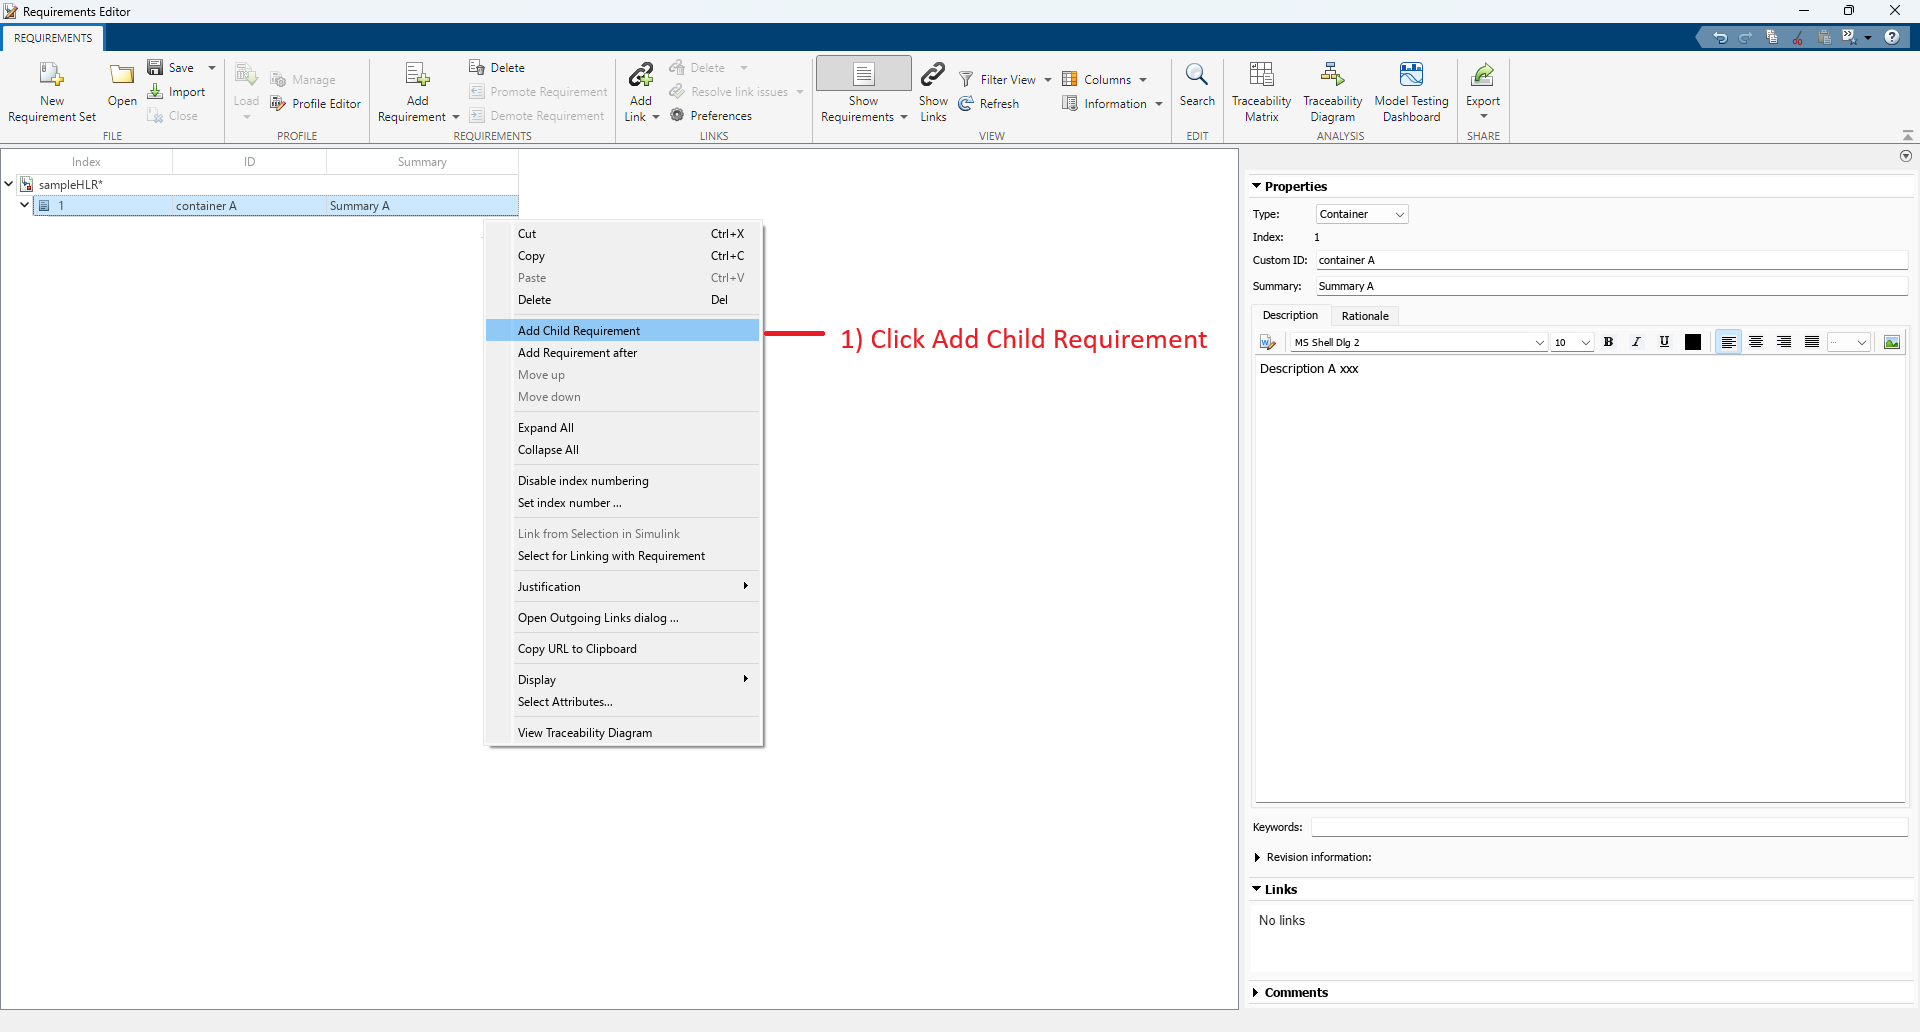 Requirements Editor
REQUIREMENTS
New
Requirement Set
Open
Save
Import
Close
FILE
Load
Manage
Profile Editor
PROFILE
Add
Requirement
Delete
Promote Requirement
Demote Requirement
REQUIREMENTS
Add
Link
Delete
Resolve link issues
Preferences
LINKS
Show
Requirements
Show
Links
Filter View
Refresh
Columns
Information
VIEW
Search
EDIT
Traceability
Matrix
Traceability
Diagram
Model Testing
Dashboard
ANALYSIS
Export
SHARE
Index ID Summary
sampleHLR*
1 container A Summary A
Cut Ctrl+X
Copy Ctrl+C
Paste Ctrl+V
Delete Del
Add Child Requirement
Add Requirement after
Move up
Move down
Expand All
Collapse All
Disable index numbering
Set index number ...
Link from Selection in Simulink
Select for Linking with Requirement
Justification
Open Outgoing Links dialog ...
Copy URL to Clipboard
Display
Select Attributes...
View Traceability Diagram
1) Click Add Child Requirement
Properties
Type: Container
Index: 1
Custom ID: container A
Summary: Summary A
Description Rationale
MS Shell Dlg 2 10 B I U
Description A xxx
Keywords:
Revision information:
Links
No links
Comments